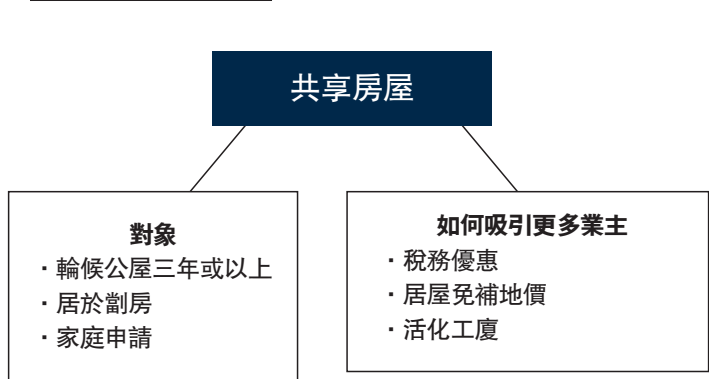 共享房屋
對象
・輪候公屋三年或以上
・居於劏房
・家庭申請
如何吸引更多業主
・稅務優惠
・居屋免補地價
・活化工廈